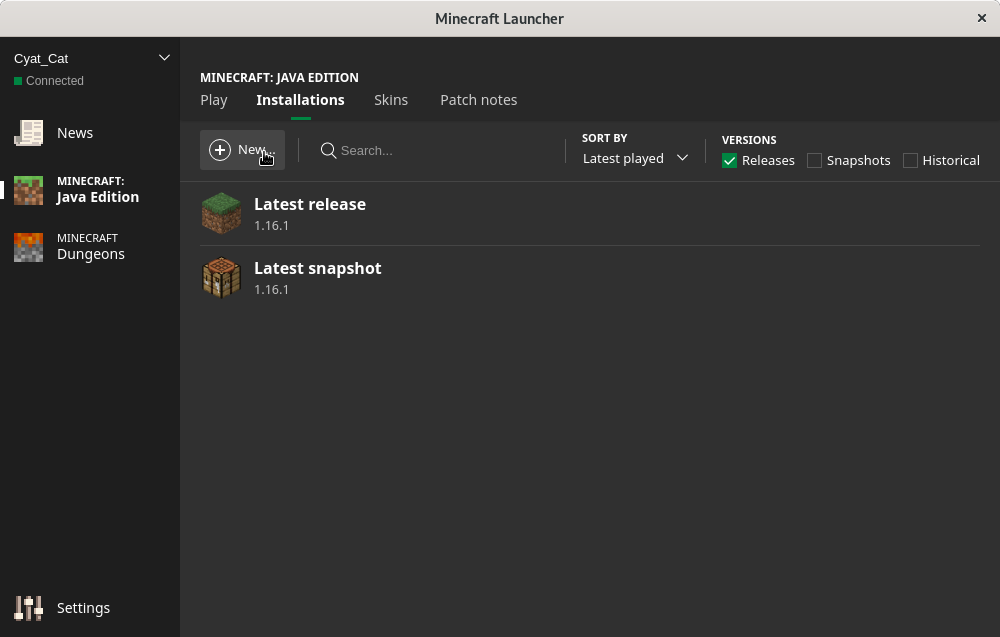 Minecraft Launcher
Cyat_Cat
Connected
News
MINECRAFT:
Java Edition
MINECRAFT
Dungeons
Settings
MINECRAFT: JAVA EDITION
Play Installations Skins Patch notes
New...
Search...
SORT BY
Latest played
VERSIONS
Releases Snapshots Historical
Latest release
1.16.1
Latest snapshot
1.16.1